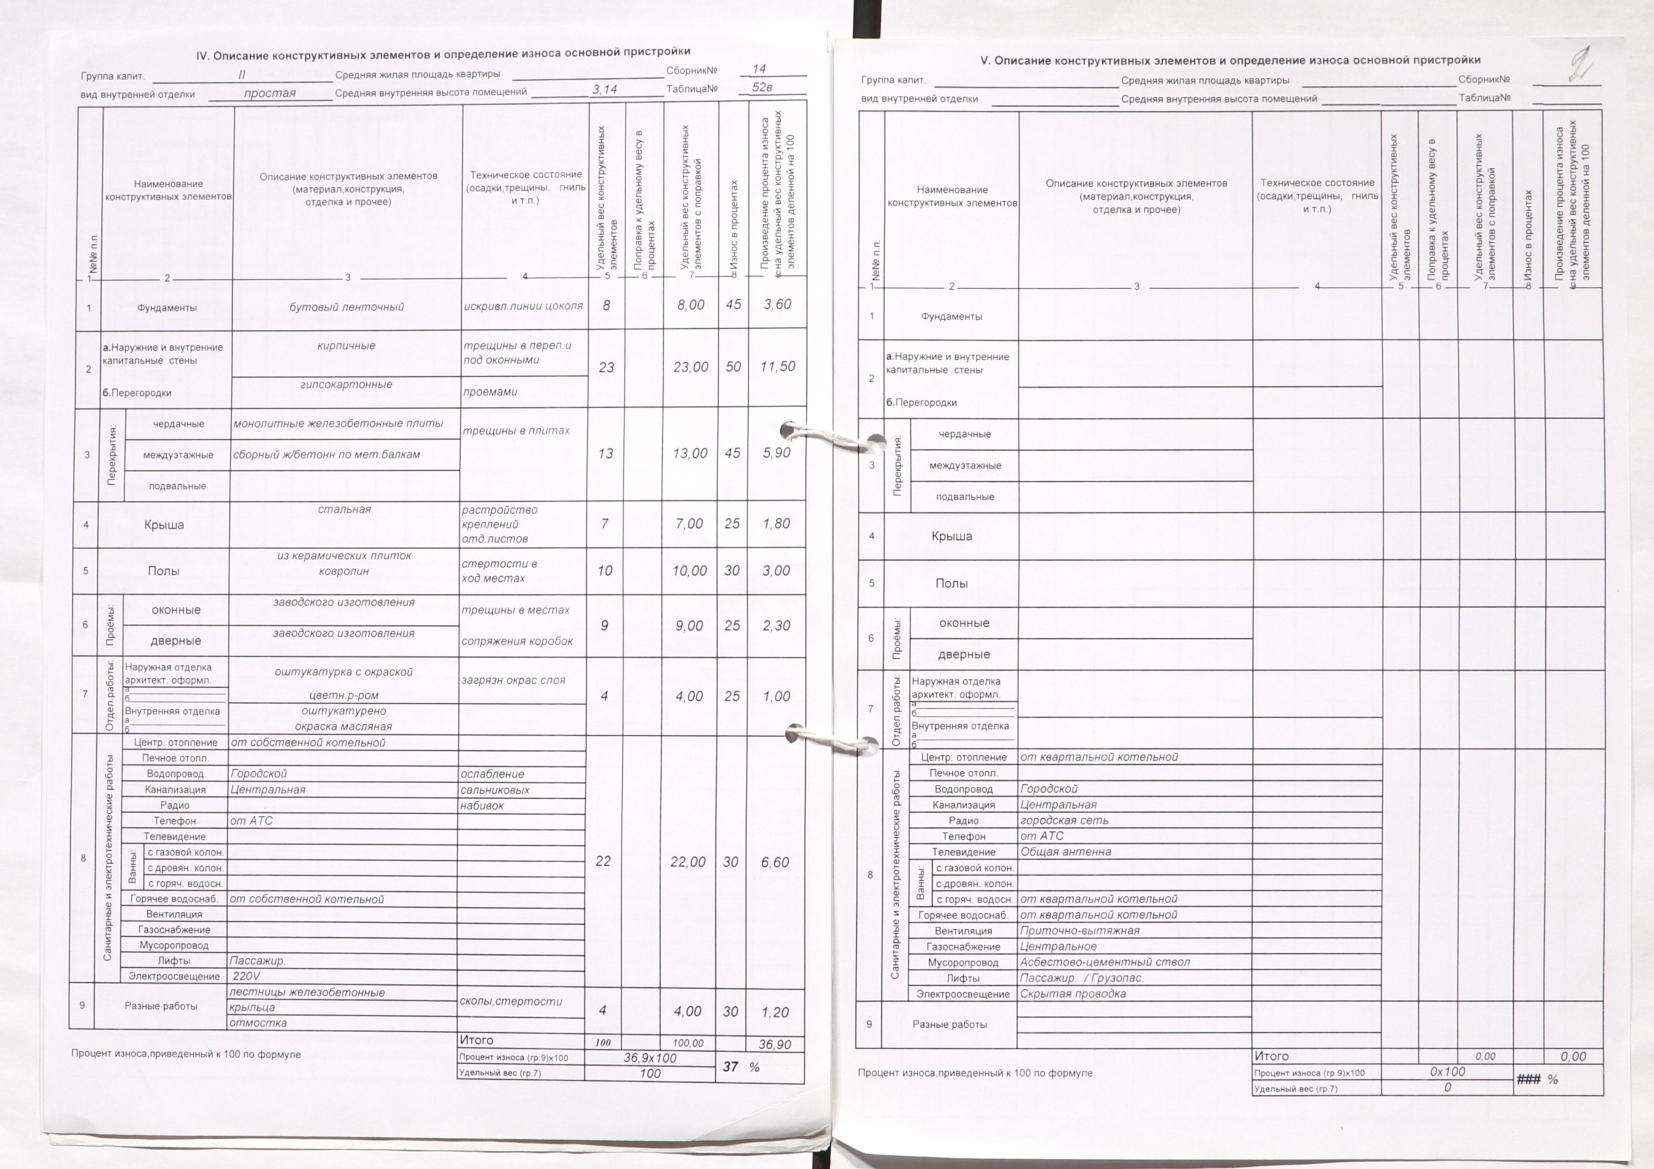 IV. Описание конструктивных элементов и определение износа основной пристройки
Группа капит. II Средняя жилая площадь квартиры Сборник№ 14
вид внутренней отделки простая Средняя внутренняя высота помещений 3,14 Таблица№ 52в
№№ п.п.
Наименование конструктивных элементов
Описание конструктивных элементов (материал,конструкция, отделка и прочее)
Техническое состояние (осадки,трещины, гниль и т.п.)
Удельный вес конструктивных элементов
Поправка к удельному весу в процентах
Удельный вес конструктивных элементов с поправкой
Износ в процентах
Произведение процента износа на удельный вес конструктивных элементов деленной на 100
1 2 3 4 5 6 7 8 9
1 Фундаменты бутовый ленточный искривл.линии цоколя 8 8,00 45 3,60
2 а.Наружние и внутренние капитальные стены кирпичные трещины в переп.и под оконными 23 23,00 50 11,50
б.Перегородки гипсокартонные проемами
3 Перекрытия:
чердачные монолитные железобетонные плиты трещины в плитах
междуэтажные сборный ж/бетонн по мет.балкам 13 13,00 45 5,90
подвальные
4 Крыша стальная растройство креплений отд.листов 7 7,00 25 1,80
5 Полы из керамических плиток ковролин стертости в ход.местах 10 10,00 30 3,00
6 Проёмы:
оконные заводского изготовления трещины в местах 9 9,00 25 2,30
дверные заводского изготовления сопряжения коробок
7 Отдел.работы:
Наружная отделка архитект. оформл. оштукатурка с окраской цветн.р-ром загрязн.окрас.слоя 4 4,00 25 1,00
а
б
Внутренняя отделка оштукатурено окраска масляная
а
б
8 Санитарные и электротехнические работы 22 22,00 30 6,60
Центр. отопление от собственной котельной
Печное отопл.
Водопровод Городской ослабление
Канализация Центральная сальниковых
Радио набивок
Телефон от АТС
Телевидение
Ванны:
с газовой колон.
с дровян. колон.
с горяч. водосн.
Горячее водоснаб. от собственной котельной
Вентиляция
Газоснабжение
Мусоропровод
Лифты Пассажир.
Электроосвещение 220V
9 Разные работы лестницы железобетонные сколы,стертости 4 4,00 30 1,20
крыльца
отмостка
Итого 100 100,00 36,90
Процент износа,приведенный к 100 по формуле
Процент износа (гр.9)х100 36,9х100 37 %
Удельный вес (гр.7) 100
2
V. Описание конструктивных элементов и определение износа основной пристройки
Группа капит. Средняя жилая площадь квартиры Сборник№
вид внутренней отделки Средняя внутренняя высота помещений Таблица№
№№ п.п.
Наименование конструктивных элементов
Описание конструктивных элементов (материал,конструкция, отделка и прочее)
Техническое состояние (осадки,трещины, гниль и т.п.)
Удельный вес конструктивных элементов
Поправка к удельному весу в процентах
Удельный вес конструктивных элементов с поправкой
Износ в процентах
Произведение процента износа на удельный вес конструктивных элементов деленной на 100
1 2 3 4 5 6 7 8 9
1 Фундаменты
2 а.Наружние и внутренние капитальные стены
б.Перегородки
3 Перекрытия:
чердачные
междуэтажные
подвальные
4 Крыша
5 Полы
6 Проёмы:
оконные
дверные
7 Отдел.работы:
Наружная отделка архитект. оформл.
а
б
Внутренняя отделка
а
б
8 Санитарные и электротехнические работы
Центр. отопление от квартальной котельной
Печное отопл.
Водопровод Городской
Канализация Центральная
Радио городская сеть
Телефон от АТС
Телевидение Общая антенна
Ванны:
с газовой колон.
с дровян. колон.
с горяч. водосн. от квартальной котельной
Горячее водоснаб. от квартальной котельной
Вентиляция Приточно-вытяжная
Газоснабжение Центральное
Мусоропровод Асбестово-цементный ствол
Лифты Пассажир. / Грузопас.
Электроосвещение Скрытая проводка
9 Разные работы
Итого 0,00 0,00
Процент износа,приведенный к 100 по формуле
Процент износа (гр.9)х100 0х100 ### %
Удельный вес (гр.7) 0